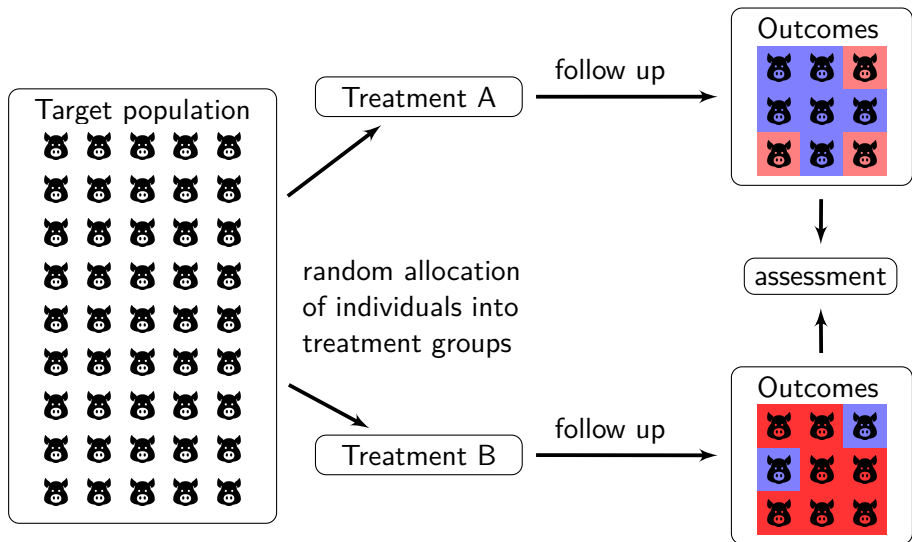 Target population
Treatment A
follow up
Outcomes
random allocation
of individuals into
treatment groups
assessment
Treatment B
follow up
Outcomes